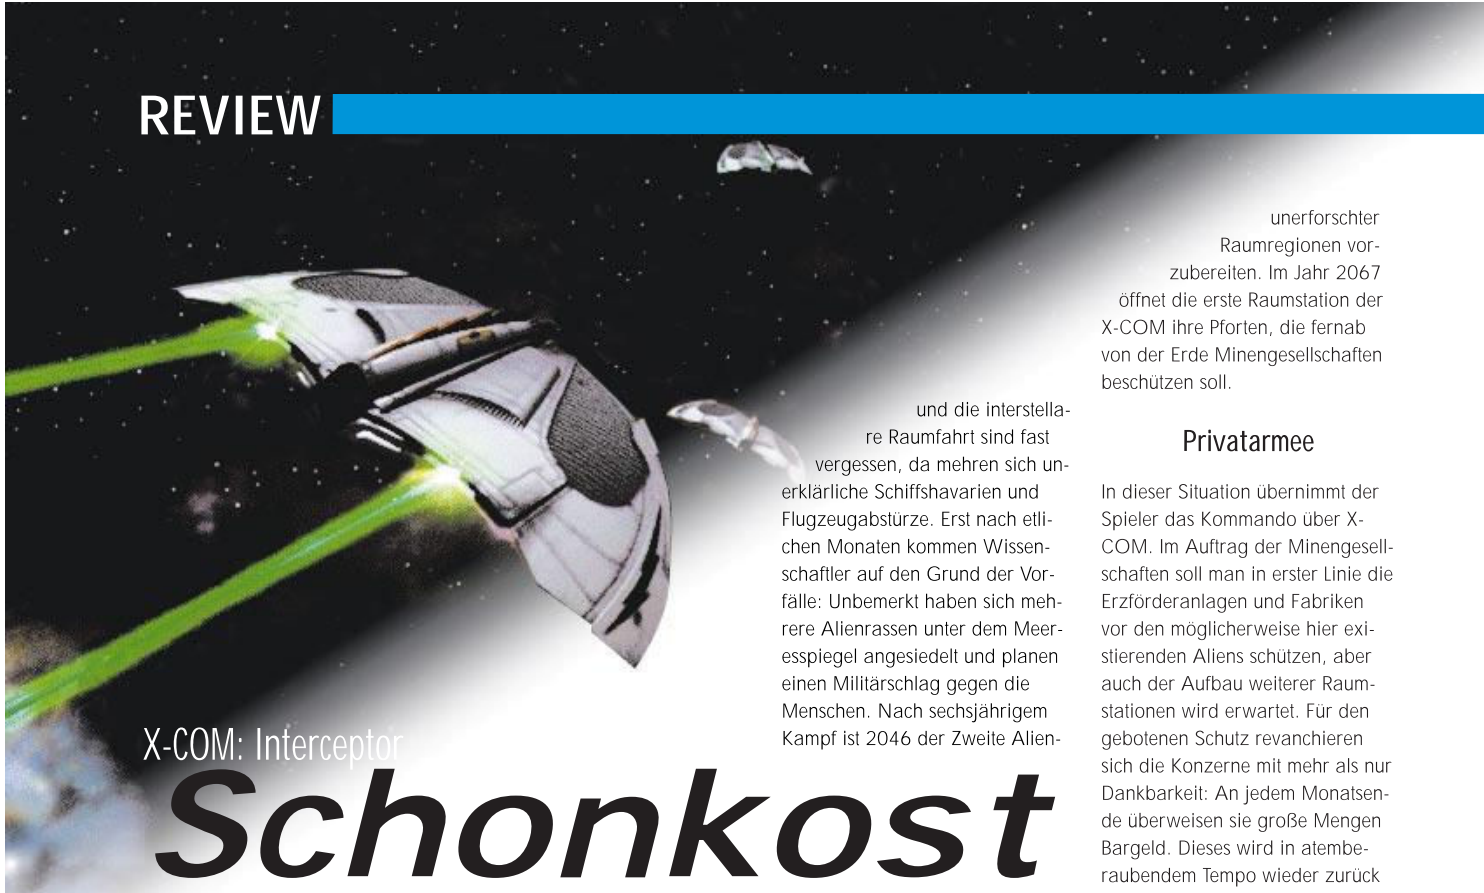 REVIEW
X-COM: Interceptor
Schonkost
und die interstella-
re Raumfahrt sind fast
vergessen, da mehren sich un-
erklärliche Schiffshavarien und
Flugzeugabstürze. Erst nach etli-
chen Monaten kommen Wissen-
schaftler auf den Grund der Vor-
fälle: Unbemerkt haben sich meh-
rere Alienrassen unter dem Meer-
esspiegel angesiedelt und planen
einen Militärschlag gegen die
Menschen. Nach sechsjährigem
Kampf ist 2046 der Zweite Alien-
unerforschter
Raumregionen vor-
zubereiten. Im Jahr 2067
öffnet die erste Raumstation der
X-COM ihre Pforten, die fernab
von der Erde Minengesellschaften
beschützen soll.
Privatarmee
In dieser Situation übernimmt der
Spieler das Kommando über X-
COM. Im Auftrag der Minengesell-
schaften soll man in erster Linie die
Erzförderanlagen und Fabriken
vor den möglicherweise hier exi-
stierenden Aliens schützen, aber
auch der Aufbau weiterer Raum-
stationen wird erwartet. Für den
gebotenen Schutz revanchieren
sich die Konzerne mit mehr als nur
Dankbarkeit: An jedem Monatsen-
de überweisen sie große Mengen
Bargeld. Dieses wird in atembe-
raubendem Tempo wieder zurück